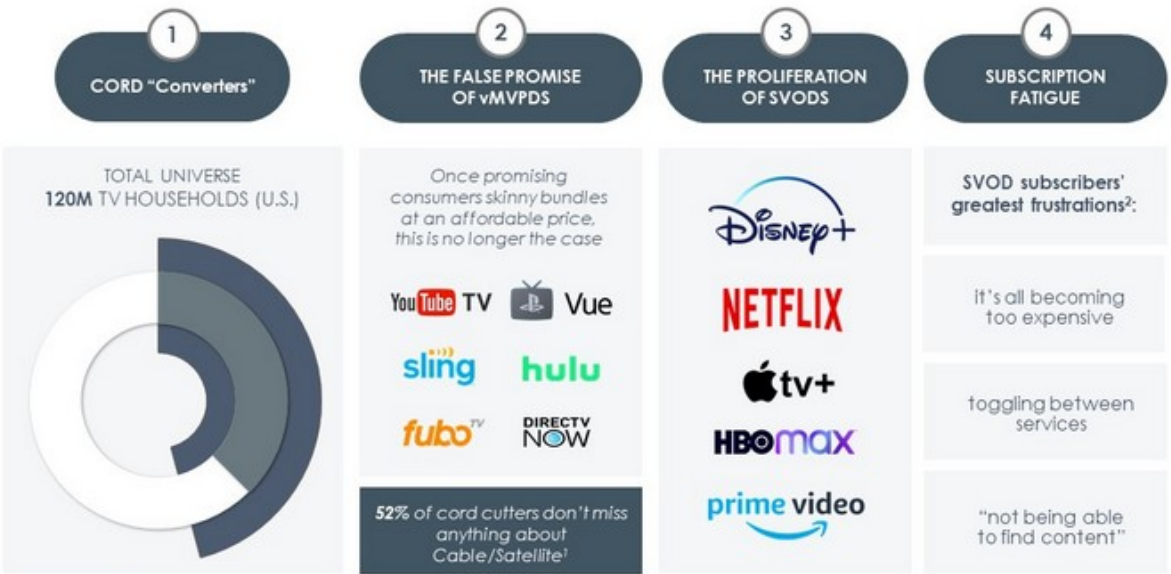 1
CORD “Converters”
TOTAL UNIVERSE
120M TV HOUSEHOLDS (U.S.)
2
THE FALSE PROMISE
OF vMVPDS
Once promising
consumers skinny bundles
at an affordable price,
this is no longer the case
YouTube TV
Vue
sling
hulu
fuboTV
DIRECTV
NOW
52% of cord cutters don’t miss
anything about
Cable/Satellite¹
3
THE PROLIFERATION
OF SVODS
Disney+
NETFLIX
tv+
HBOmax
prime video
4
SUBSCRIPTION
FATIGUE
SVOD subscribers’
greatest frustrations²:
it’s all becoming
too expensive
toggling between
services
“not being able
to find content”